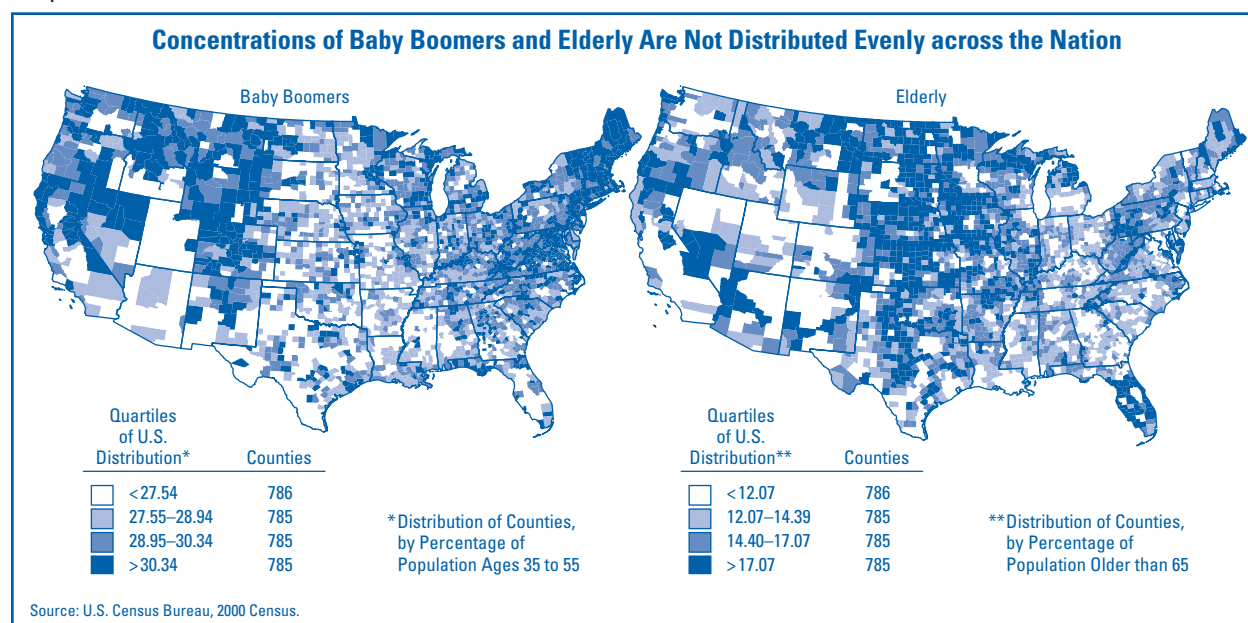 Concentrations of Baby Boomers and Elderly Are Not Distributed Evenly across the Nation
Baby Boomers
Quartiles
of U.S.
Distribution* Counties
<27.54 786
27.55–28.94 785
28.95–30.34 785
>30.34 785
*Distribution of Counties,
by Percentage of
Population Ages 35 to 55
Elderly
Quartiles
of U.S.
Distribution** Counties
<12.07 786
12.07–14.39 785
14.40–17.07 785
>17.07 785
**Distribution of Counties,
by Percentage of
Population Older than 65
Source: U.S. Census Bureau, 2000 Census.